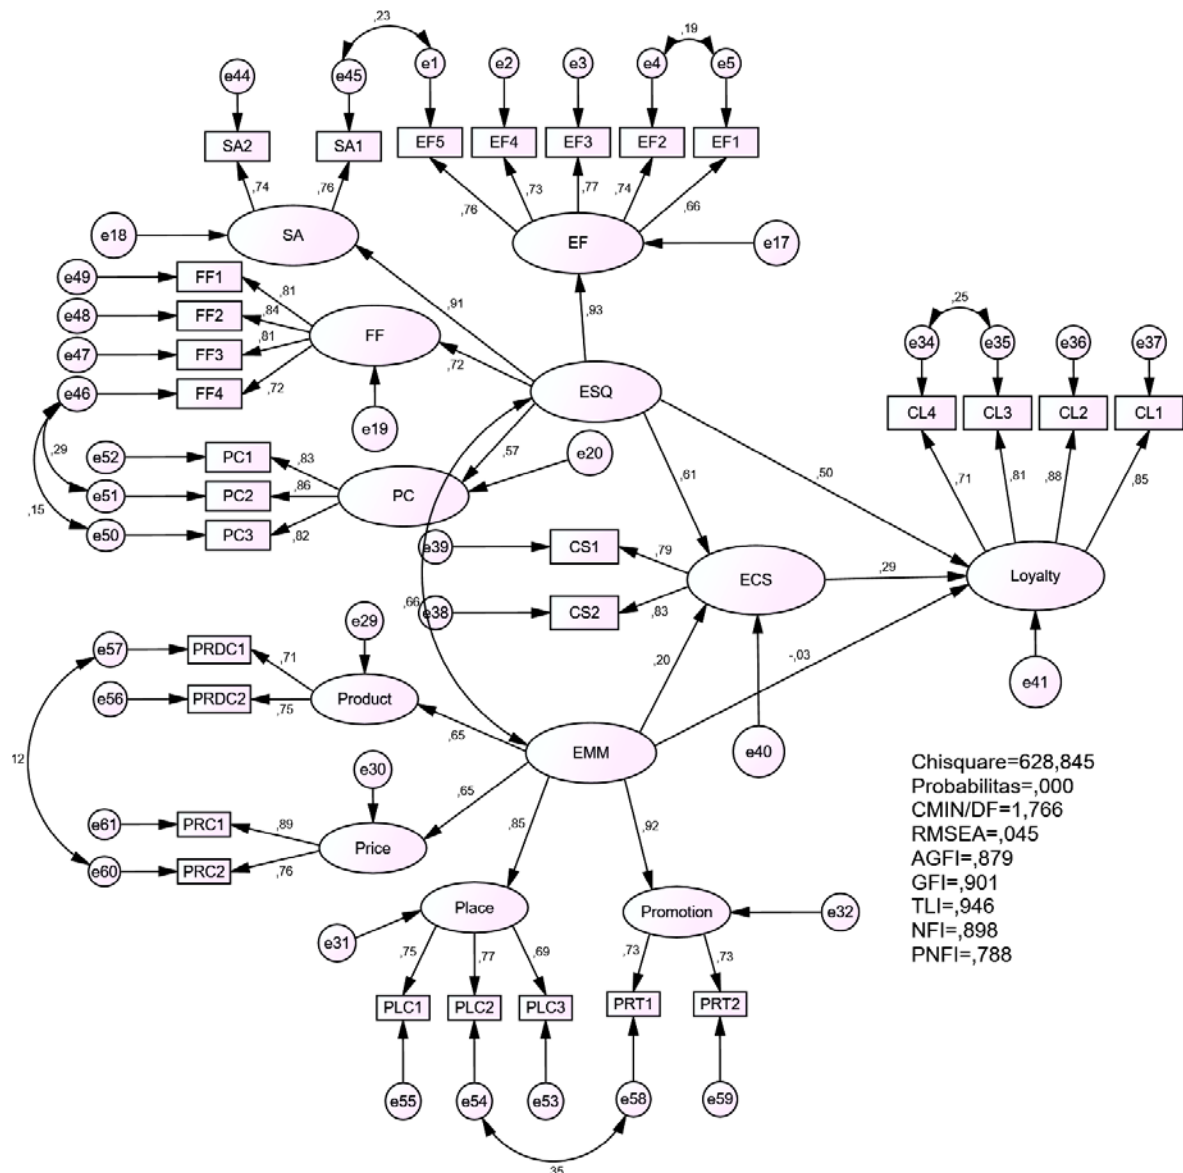 ,23
,19
e44
e45
e1
e2
e3
e4
e5
SA2
SA1
EF5
EF4
EF3
EF2
EF1
,74
,76
,76
,73
,77
,74
,66
e18
SA
EF
e17
e49
FF1
,81
e48
FF2
,84
e47
FF3
,81
e46
FF4
,72
FF
,91
,93
,72
e19
ESQ
,25
e34
e35
e36
e37
CL4
CL3
CL2
CL1
,71
,81
,88
,85
,29
,15
e52
PC1
,83
e51
PC2
,86
e50
PC3
,82
PC
,57
e20
,61
,50
e39
CS1
,79
e38
CS2
,83
ECS
,29
Loyalty
,66
,20
-,03
e41
e40
e57
PRDC1
,71
e56
PRDC2
,75
e29
Product
,65
EMM
12
e30
,65
e61
PRC1
,89
e60
PRC2
,76
Price
,85
,92
Place
Promotion
e32
e31
,75
,77
,69
,73
,73
PLC1
PLC2
PLC3
PRT1
PRT2
e55
e54
e53
e58
e59
,35
Chisquare=628,845
Probabilitas=,000
CMIN/DF=1,766
RMSEA=,045
AGFI=,879
GFI=,901
TLI=,946
NFI=,898
PNFI=,788